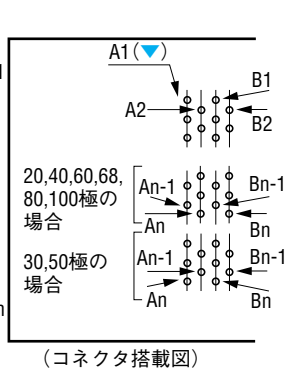 A1(▼)
B1
A2
B2
20,40,60,68,
80,100極の
場合
An-1
Bn-1
An
Bn
30,50極の
場合
An-1
Bn-1
An
Bn
(コネクタ搭載図)